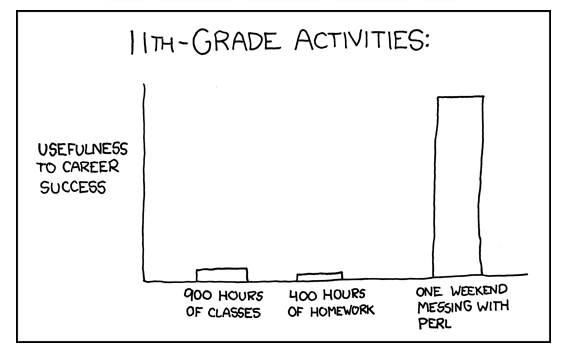 11TH-GRADE ACTIVITIES:
USEFULNESS
TO CAREER
SUCCESS
900 HOURS
OF CLASSES
400 HOURS
OF HOMEWORK
ONE WEEKEND
MESSING WITH
PERL